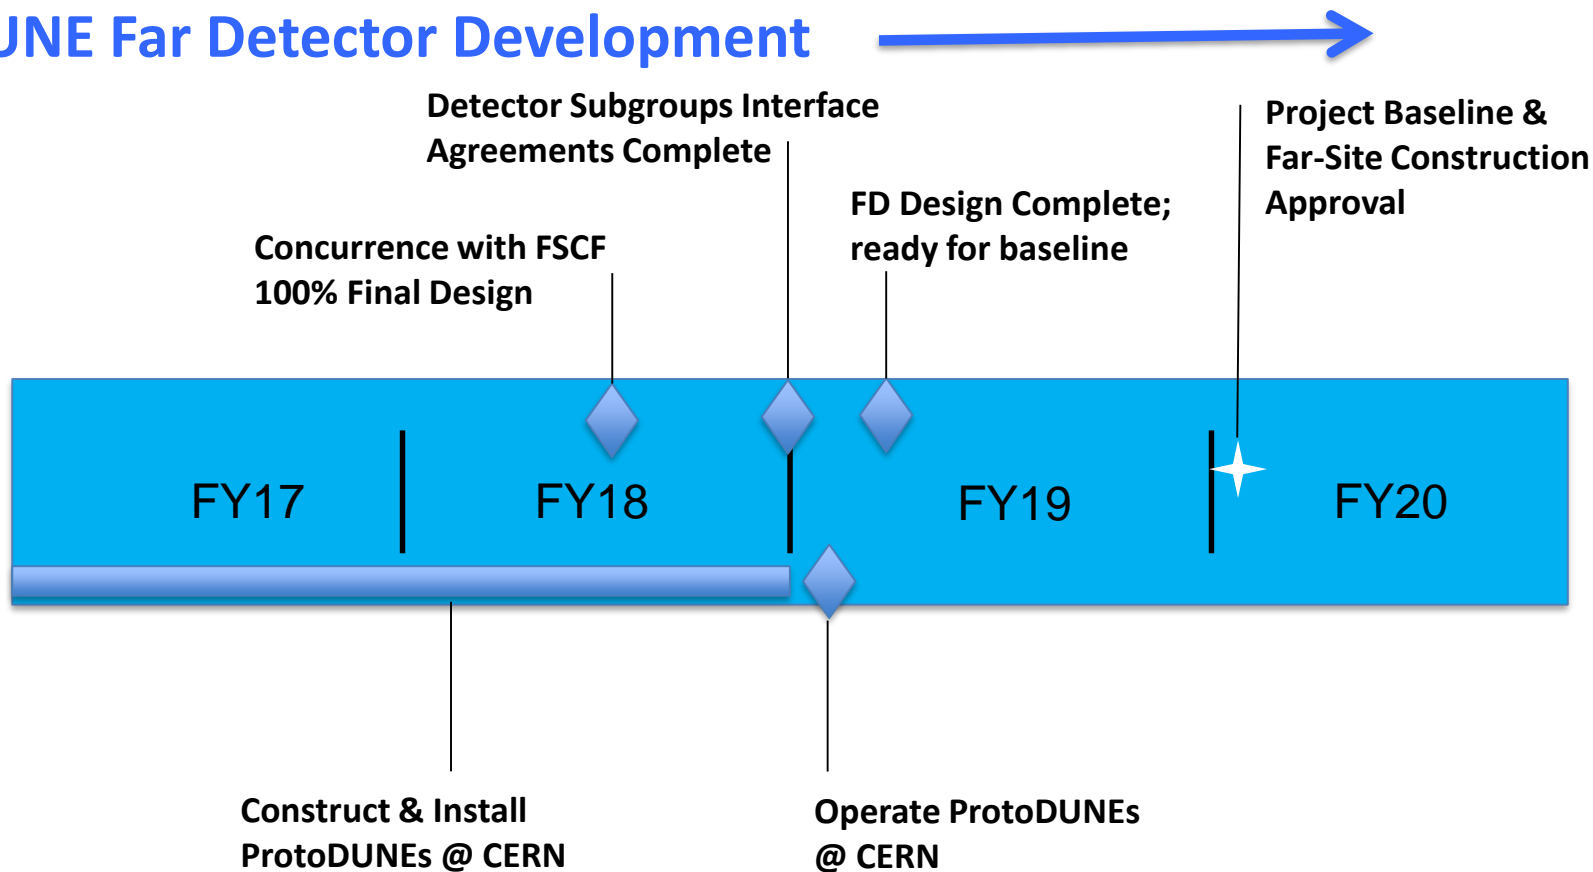 UNE Far Detector Development
Detector Subgroups Interface
Agreements Complete
Project Baseline &
Far-Site Construction
Approval
FD Design Complete;
ready for baseline
Concurrence with FSCF
100% Final Design
FY17
FY18
FY19
FY20
Construct & Install
ProtoDUNEs @ CERN
Operate ProtoDUNEs
@ CERN